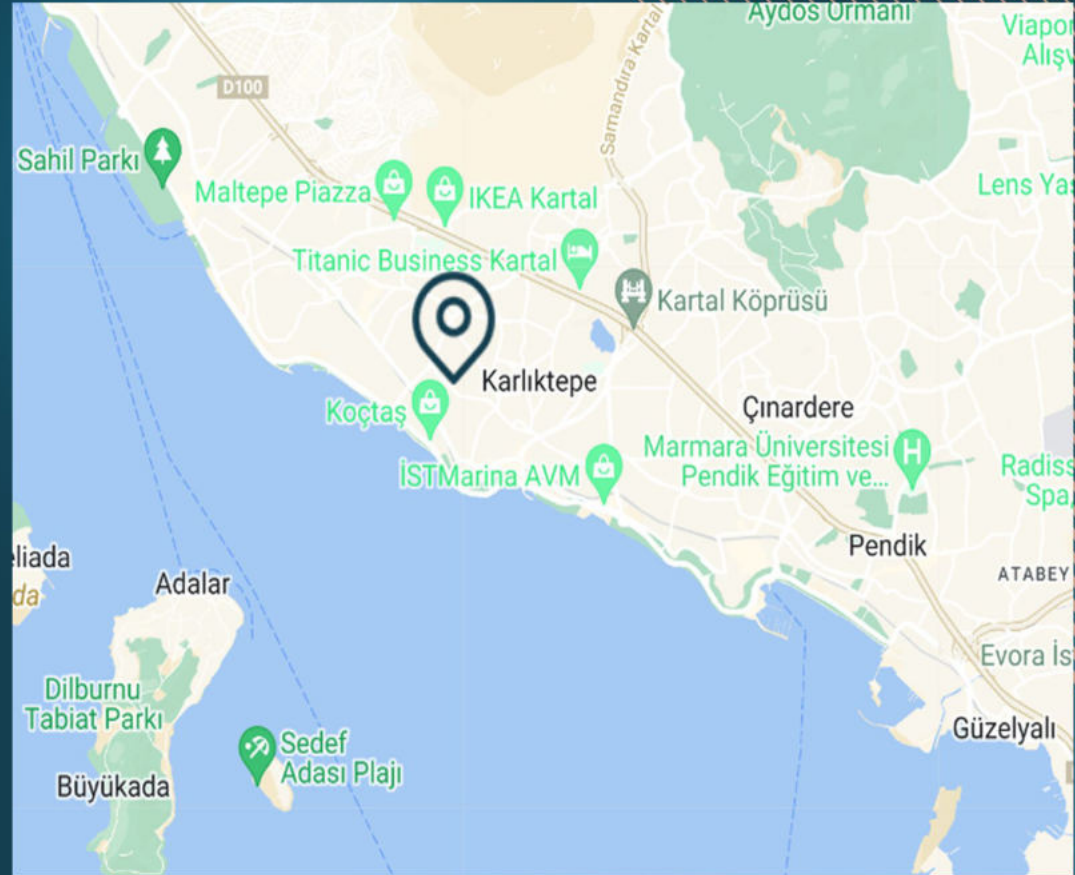 Aydos Ormanı
Viapor
Alışv
D100
Samandıra Kartal
Sahil Parkı
Maltepe Piazza
IKEA Kartal
Lens Yaş
Titanic Business Kartal
Kartal Köprüsü
Karlıktepe
Çınardere
Koçtaş
Marmara Üniversitesi
Pendik Eğitim ve...
İSTMarina AVM
Radiss
Spa,
Pendik
eliada
da
Adalar
ATABEY
Evora İs
Dilburnu
Tabiat Parkı
Güzelyalı
Sedef
Adası Plajı
Büyükada